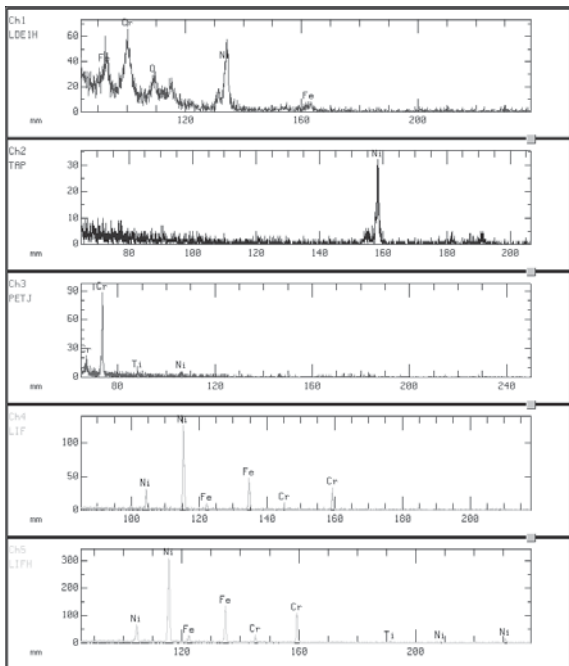 Ch1
LDE1H
60
40
20
0
F Cr O Ni Fe
mm 120 160 200
Ch2
TAP
30
20
10
0
Ni
mm 80 100 120 140 160 180 200
Ch3
PETJ
90
60
30
0
Cr Cr Ti Ni
mm 80 120 160 200 240
Ch4
LIF
100
50
0
Ni Ni Fe Fe Cr Cr
mm 100 120 140 160 180 200
Ch5
LIFH
300
200
100
0
Ni Ni Fe Fe Cr Cr Ti Ni Ni
mm 120 160 200